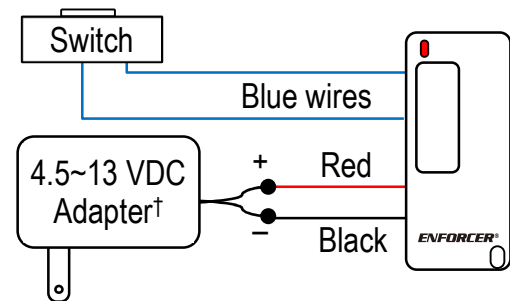 Switch
Blue wires
4.5~13 VDC
Adapter†
+
Red
–
Black
ENFORCER®